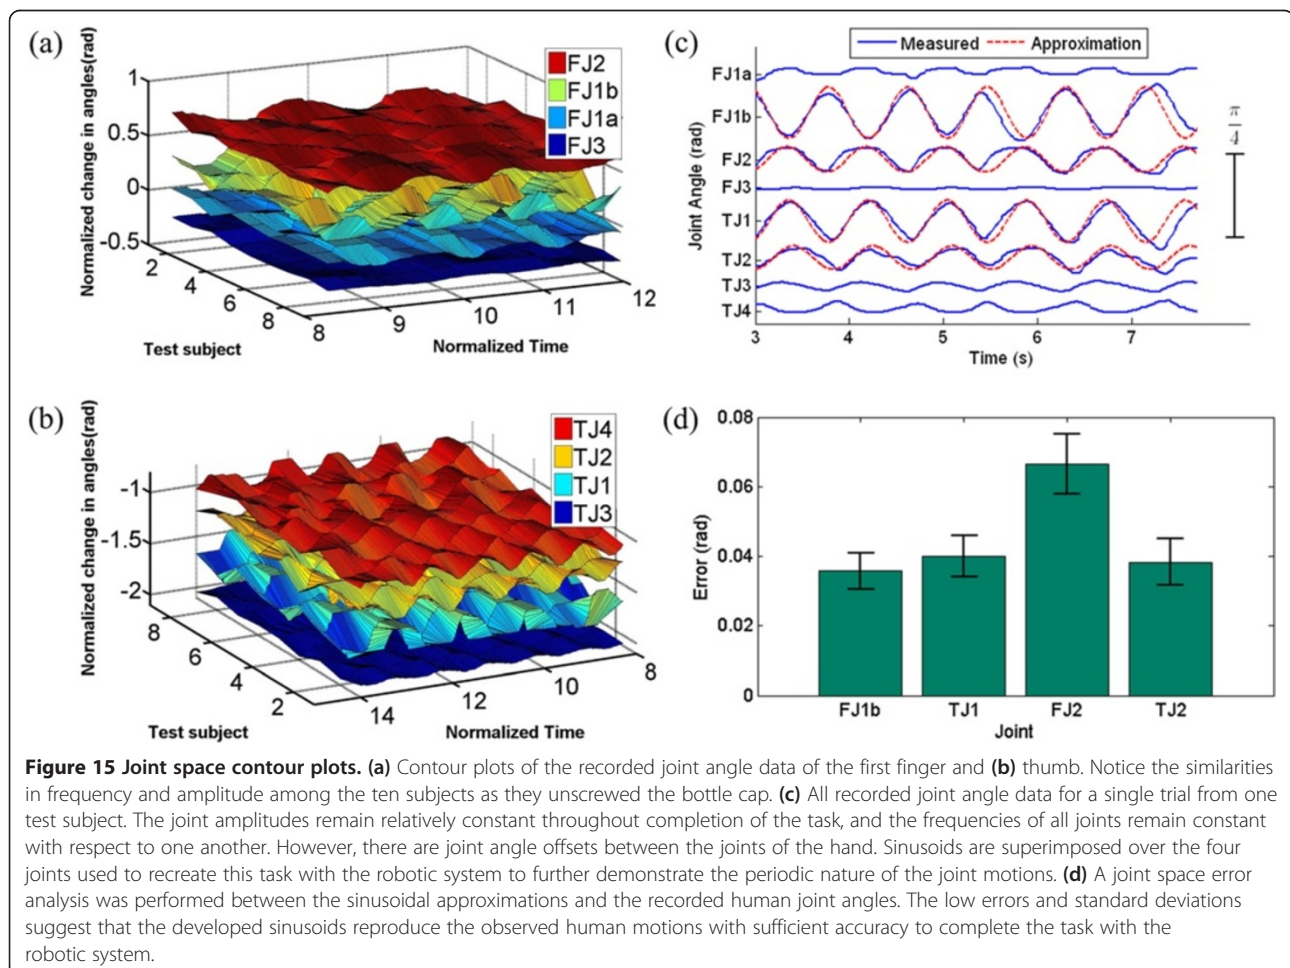 (a)
FJ2
FJ1b
FJ1a
FJ3
Normalized change in angles(rad)
1
0.5
0
-0.5
2
4
6
8
8
9
10
11
12
Test subject
Normalized Time
(c)
Measured
Approximation
Joint Angle (rad)
FJ1a
FJ1b
FJ2
FJ3
TJ1
TJ2
TJ3
TJ4
3
4
5
6
7
Time (s)
π
4
(b)
TJ4
TJ2
TJ1
TJ3
Normalized change in angles(rad)
-1
-1.5
-2
8
6
4
2
14
12
10
8
Test subject
Normalized Time
(d)
Error (rad)
0.08
0.06
0.04
0.02
0
FJ1b
TJ1
FJ2
TJ2
Joint
Figure 15 Joint space contour plots. (a) Contour plots of the recorded joint angle data of the first finger and (b) thumb. Notice the similarities
in frequency and amplitude among the ten subjects as they unscrewed the bottle cap. (c) All recorded joint angle data for a single trial from one
test subject. The joint amplitudes remain relatively constant throughout completion of the task, and the frequencies of all joints remain constant
with respect to one another. However, there are joint angle offsets between the joints of the hand. Sinusoids are superimposed over the four
joints used to recreate this task with the robotic system to further demonstrate the periodic nature of the joint motions. (d) A joint space error
analysis was performed between the sinusoidal approximations and the recorded human joint angles. The low errors and standard deviations
suggest that the developed sinusoids reproduce the observed human motions with sufficient accuracy to complete the task with the
robotic system.